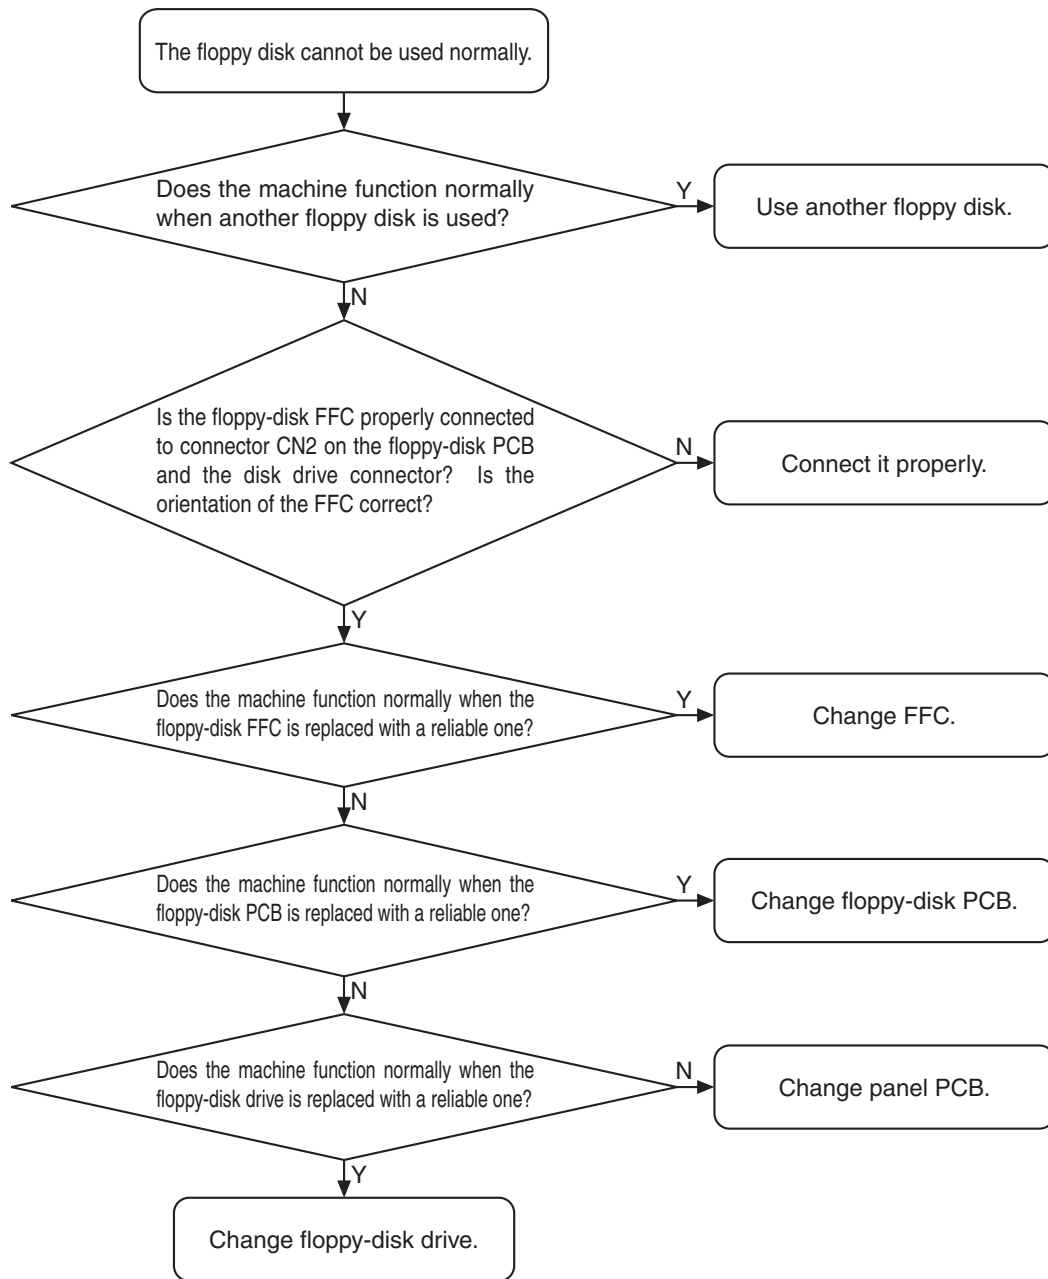 The floppy disk cannot be used normally.
Does the machine function normally
when another floppy disk is used?
Y
Use another floppy disk.
N
Is the floppy-disk FFC properly connected
to connector CN2 on the floppy-disk PCB
and the disk drive connector? Is the
orientation of the FFC correct?
N
Connect it properly.
Y
Does the machine function normally when the
floppy-disk FFC is replaced with a reliable one?
Y
Change FFC.
N
Does the machine function normally when the
floppy-disk PCB is replaced with a reliable one?
Y
Change floppy-disk PCB.
N
Does the machine function normally when the
floppy-disk drive is replaced with a reliable one?
N
Change panel PCB.
Y
Change floppy-disk drive.